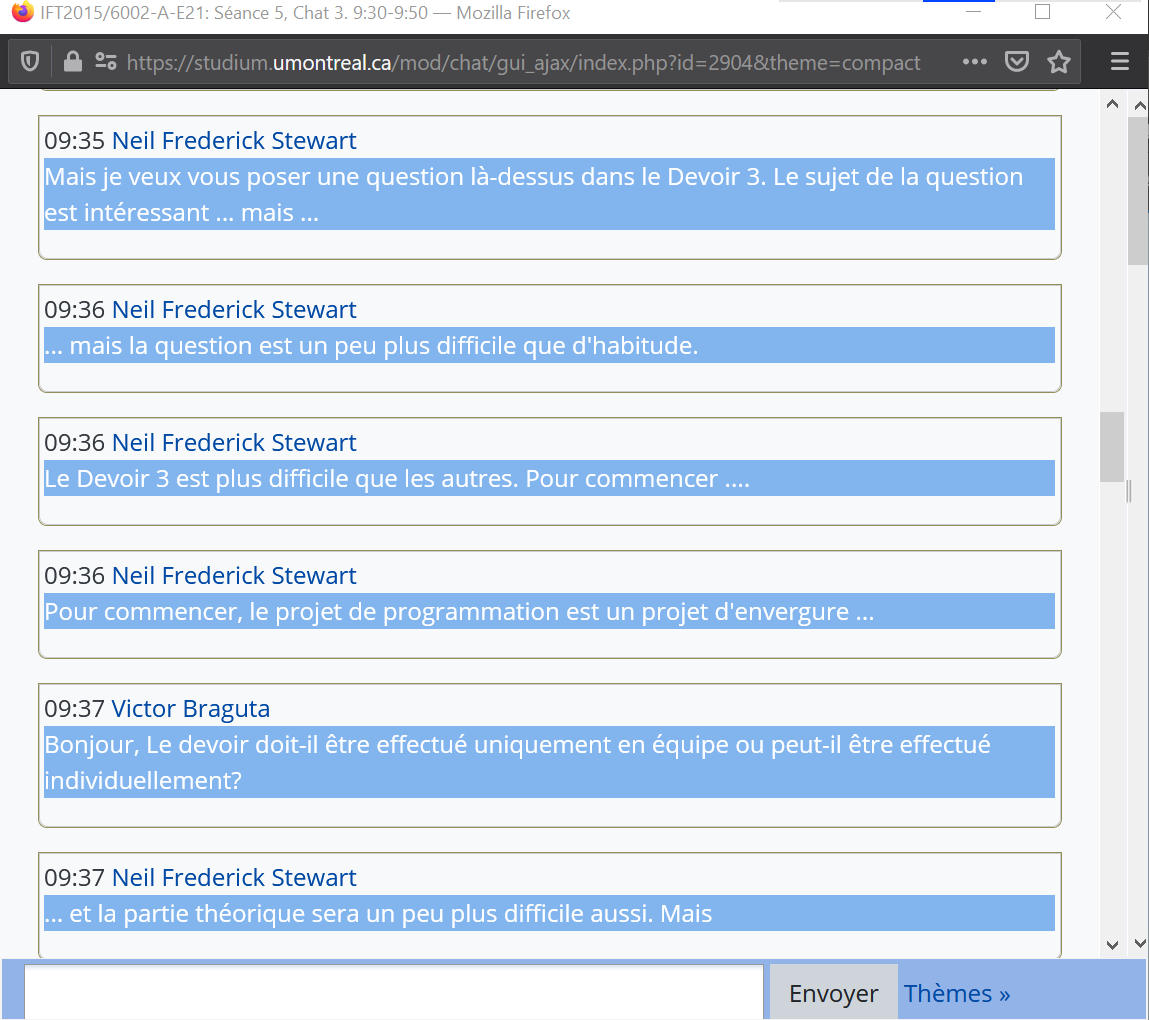 IFT2015/6002-A-E21: Séance 5, Chat 3. 9:30-9:50 — Mozilla Firefox
https://studium.umontreal.ca/mod/chat/gui_ajax/index.php?id=2904&theme=compact
09:35 Neil Frederick Stewart
Mais je veux vous poser une question là-dessus dans le Devoir 3. Le sujet de la question
est intéressant ... mais ...
09:36 Neil Frederick Stewart
... mais la question est un peu plus difficile que d'habitude.
09:36 Neil Frederick Stewart
Le Devoir 3 est plus difficile que les autres. Pour commencer ....
09:36 Neil Frederick Stewart
Pour commencer, le projet de programmation est un projet d'envergure ...
09:37 Victor Braguta
Bonjour, Le devoir doit-il être effectué uniquement en équipe ou peut-il être effectué
individuellement?
09:37 Neil Frederick Stewart
... et la partie théorique sera un peu plus difficile aussi. Mais
Envoyer Thèmes »